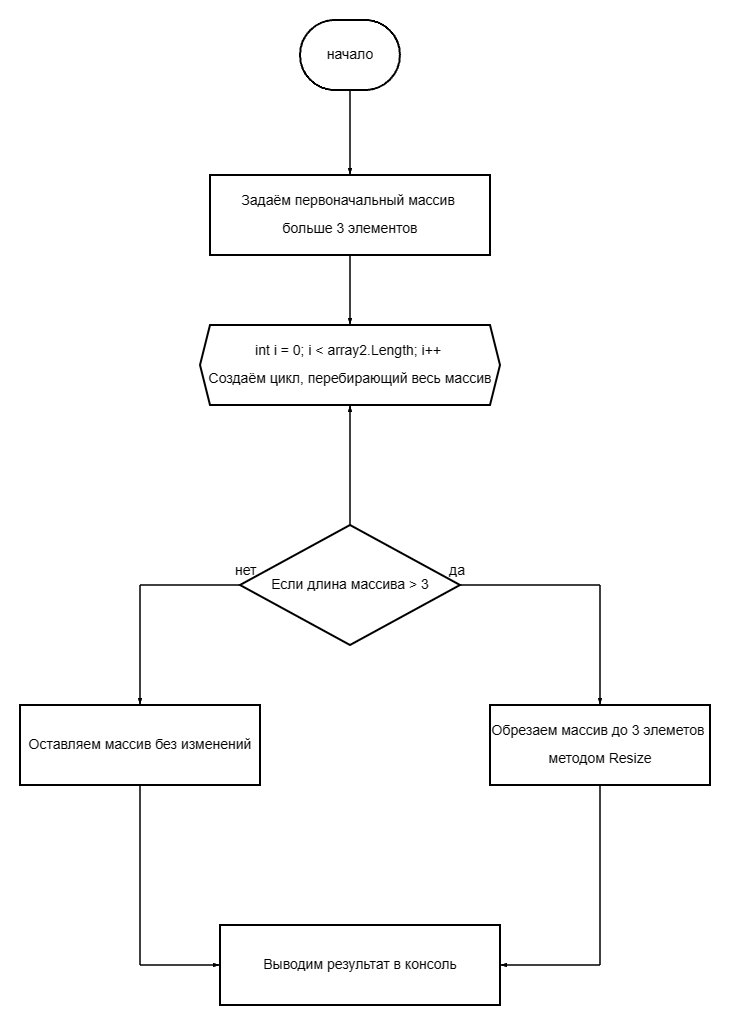 начало
Задаём первоначальный массив
больше 3 элементов
int i = 0; i < array2.Length; i++
Создаём цикл, перебирающий весь массив
нет
да
Если длина массива > 3
Оставляем массив без изменений
Обрезаем массив до 3 элеметов
методом Resize
Выводим результат в консоль